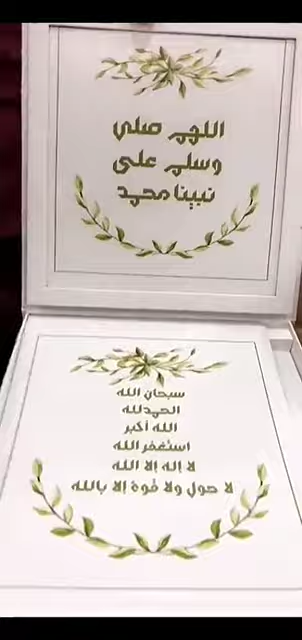 اللهم صلي
وسلم على
نبينا محمد
سبحان الله
الحمدلله
الله أكبر
استغفر الله
لا إله إلا الله
لا حول ولا قوة إلا بالله